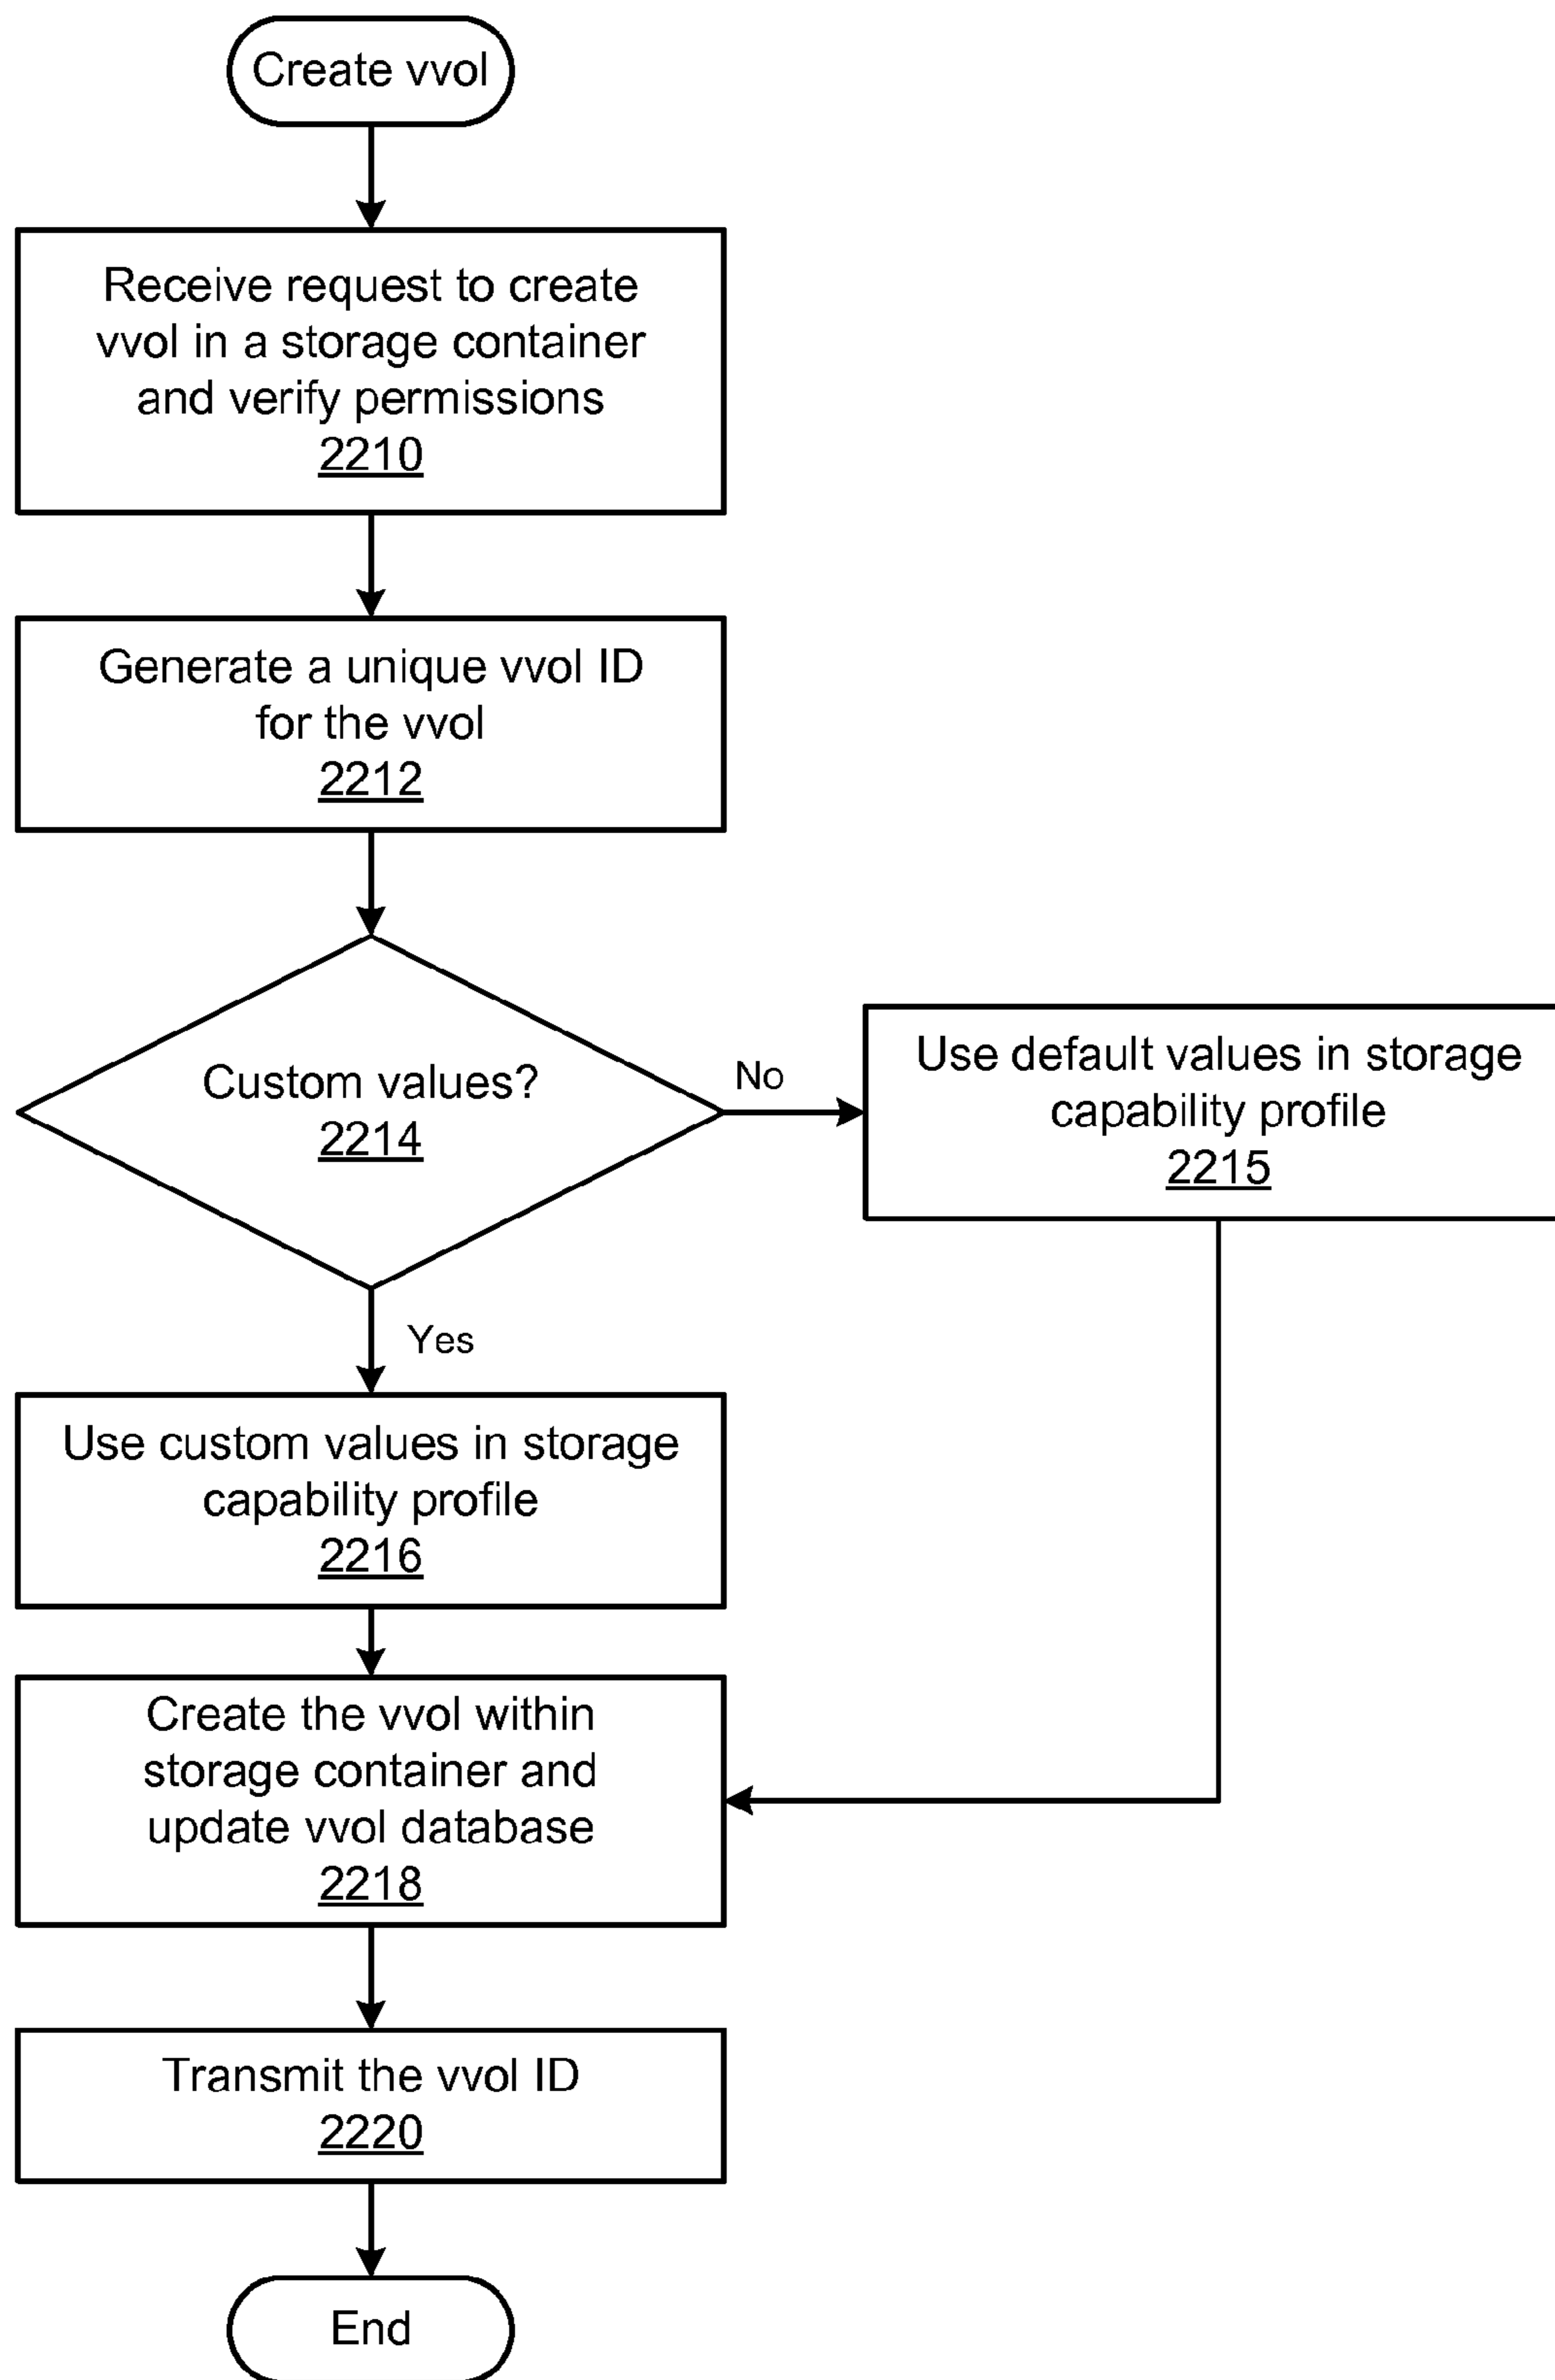 Create vvol
Receive request to create
vvol in a storage container
and verify permissions
2210
Generate a unique vvol ID
for the vvol
2212
Custom values?
2214
No
Use default values in storage
capability profile
2215
Yes
Use custom values in storage
capability profile
2216
Create the vvol within
storage container and
update vvol database
2218
Transmit the vvol ID
2220
End